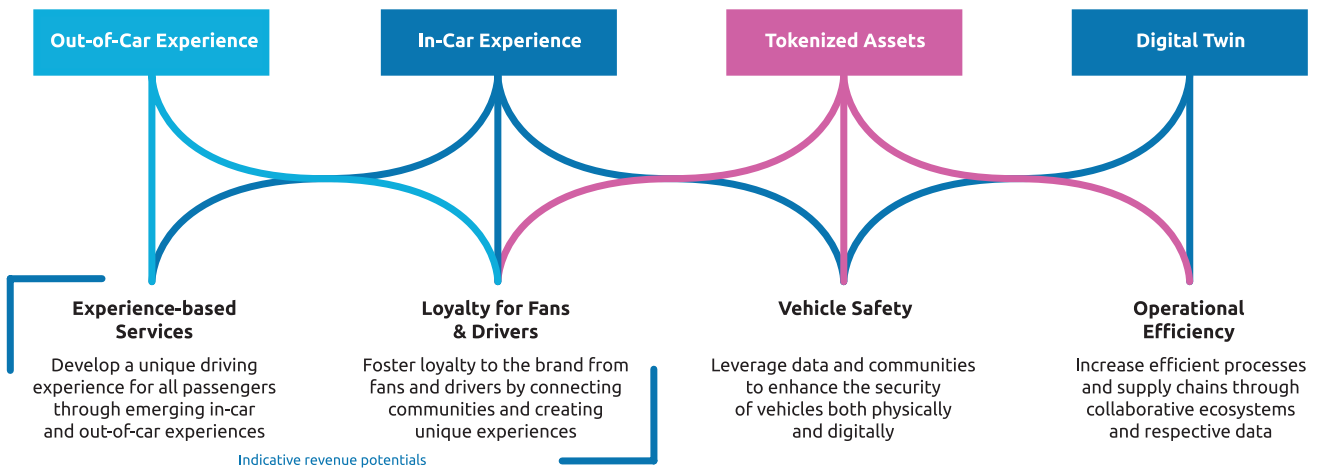 Out-of-Car Experience
In-Car Experience
Tokenized Assets
Digital Twin
Experience-based
Services
Develop a unique driving
experience for all passengers
through emerging in-car
and out-of-car experiences
Loyalty for Fans
& Drivers
Foster loyalty to the brand from
fans and drivers by connecting
communities and creating
unique experiences
Vehicle Safety
Leverage data and communities
to enhance the security
of vehicles both physically
and digitally
Operational
Efficiency
Increase efficient processes
and supply chains through
collaborative ecosystems
and respective data
Indicative revenue potentials